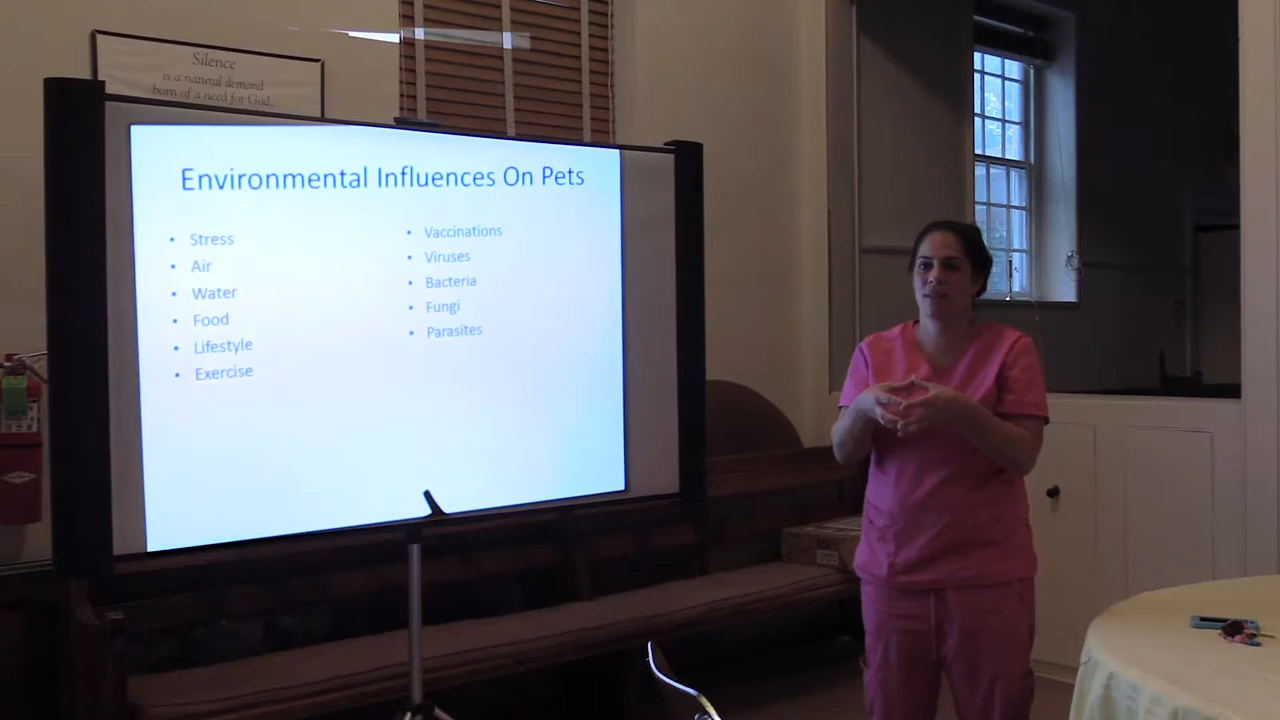 Silence
is a natural demand
born of a need for God.
Environmental Influences On Pets
• Stress
• Air
• Water
• Food
• Lifestyle
• Exercise
• Vaccinations
• Viruses
• Bacteria
• Fungi
• Parasites